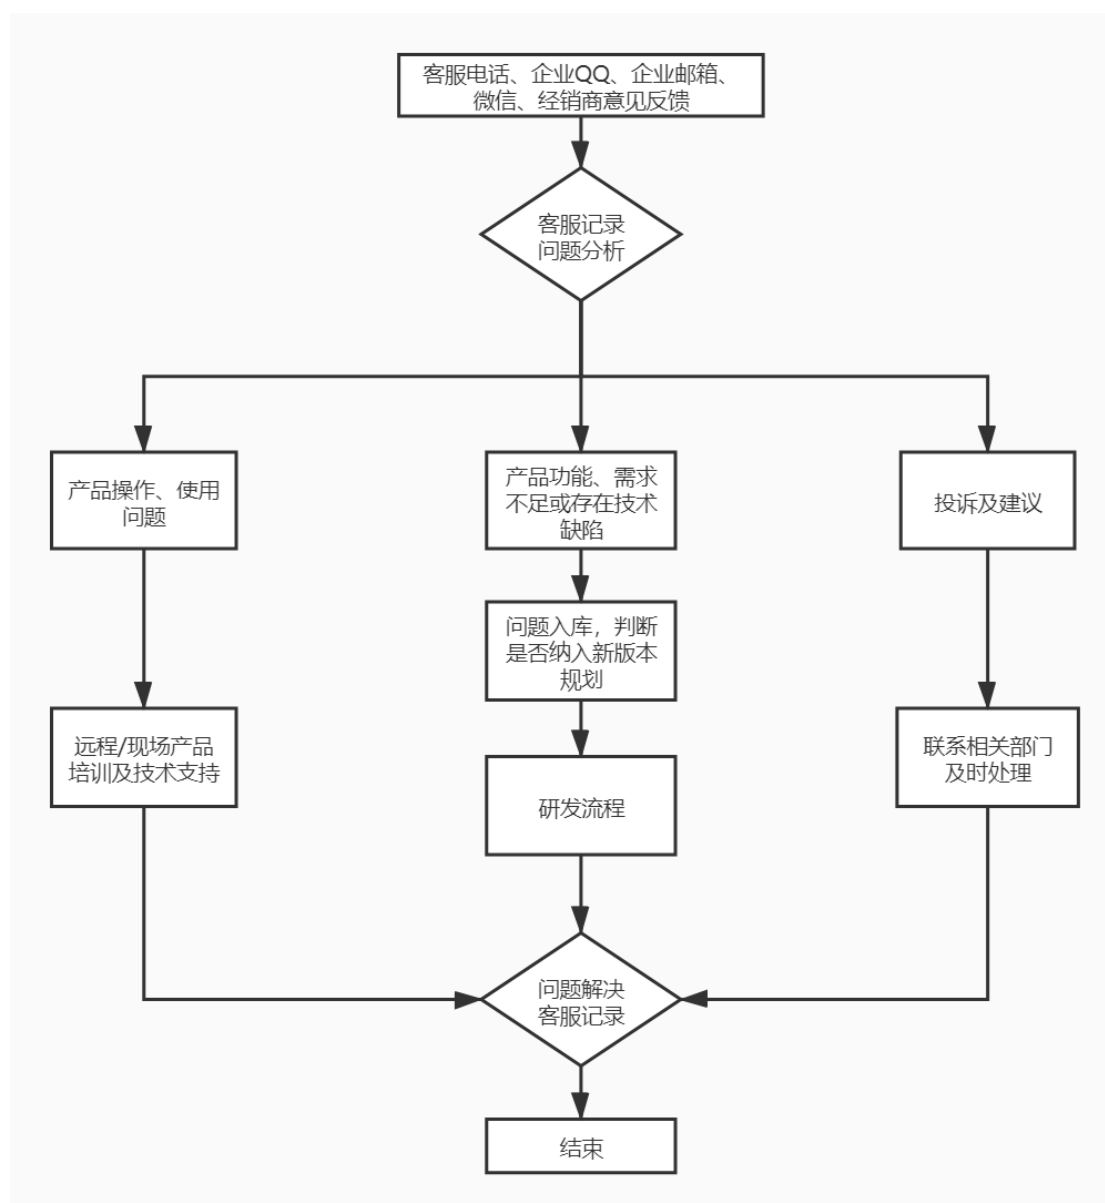 客服电话、企业QQ、企业邮箱、
微信、经销商意见反馈
客服记录
问题分析
产品操作、使用
问题
产品功能、需求
不足或存在技术
缺陷
投诉及建议
问题入库，判断
是否纳入新版本
规划
远程/现场产品
培训及技术支持
研发流程
联系相关部门
及时处理
问题解决
客服记录
结束